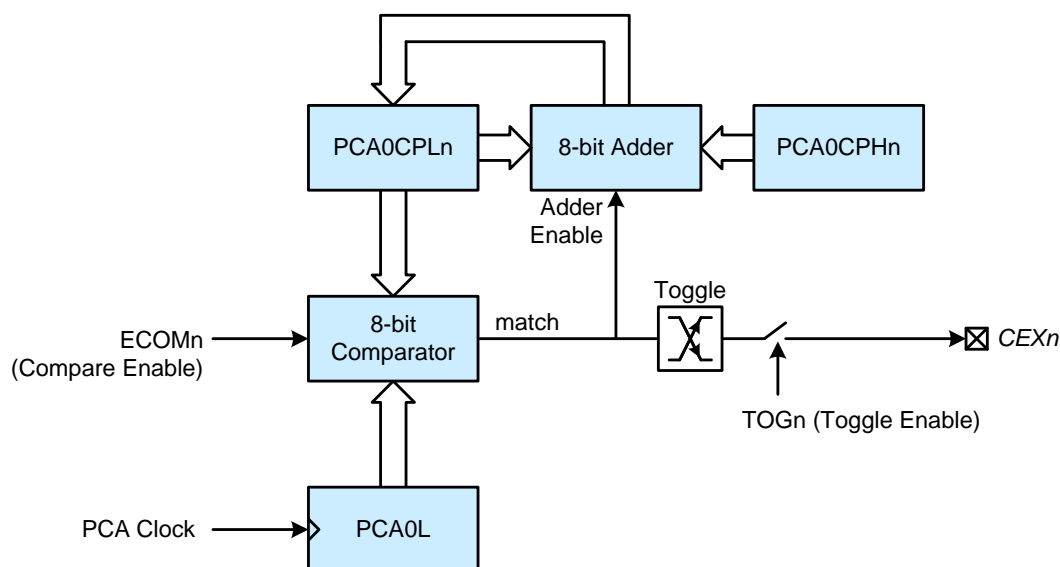 PCA0CPLn
8-bit Adder
PCA0CPHn
Adder
Enable
Toggle
8-bit
Comparator
match
ECOMn
(Compare Enable)
CEXn
TOGn (Toggle Enable)
PCA Clock
PCA0L